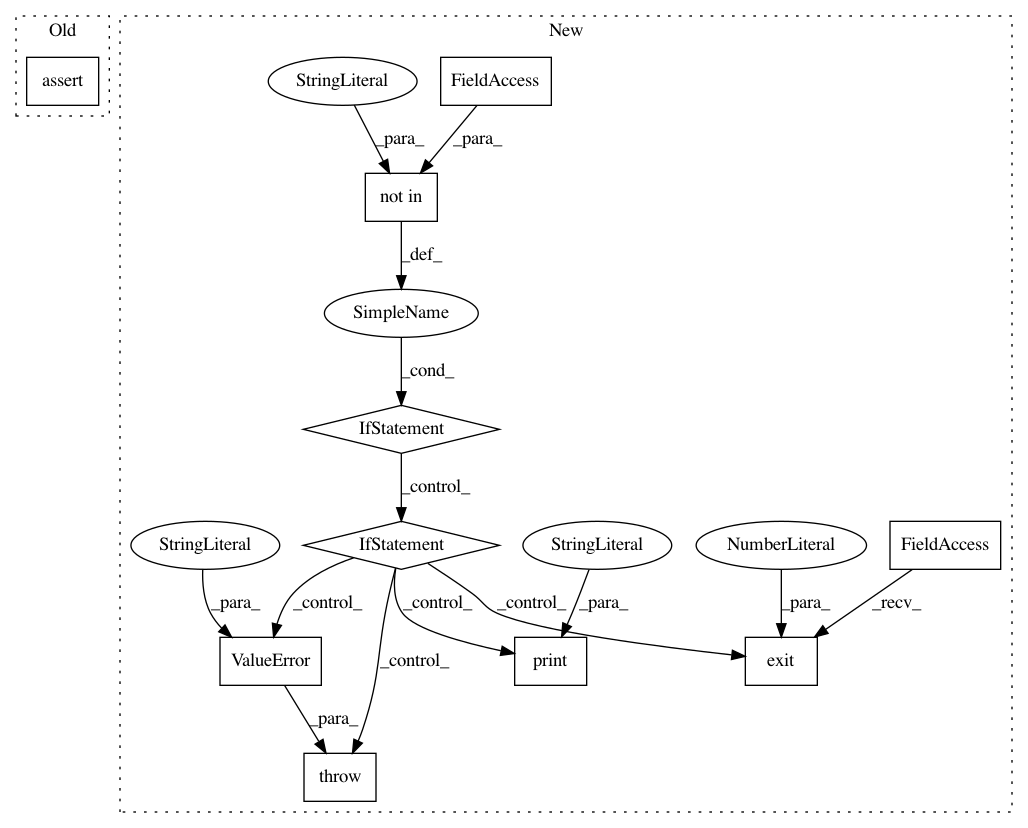 Old
New
assert
StringLiteral
FieldAccess
_para_
_para_
not in
_def_
SimpleName
_cond_
IfStatement
_control_
StringLiteral
IfStatement
StringLiteral
NumberLiteral
FieldAccess
_para_
_control_
_control_
_para_
_control_
_para_
_recv_
ValueError
_control_
print
exit
_para_
throw